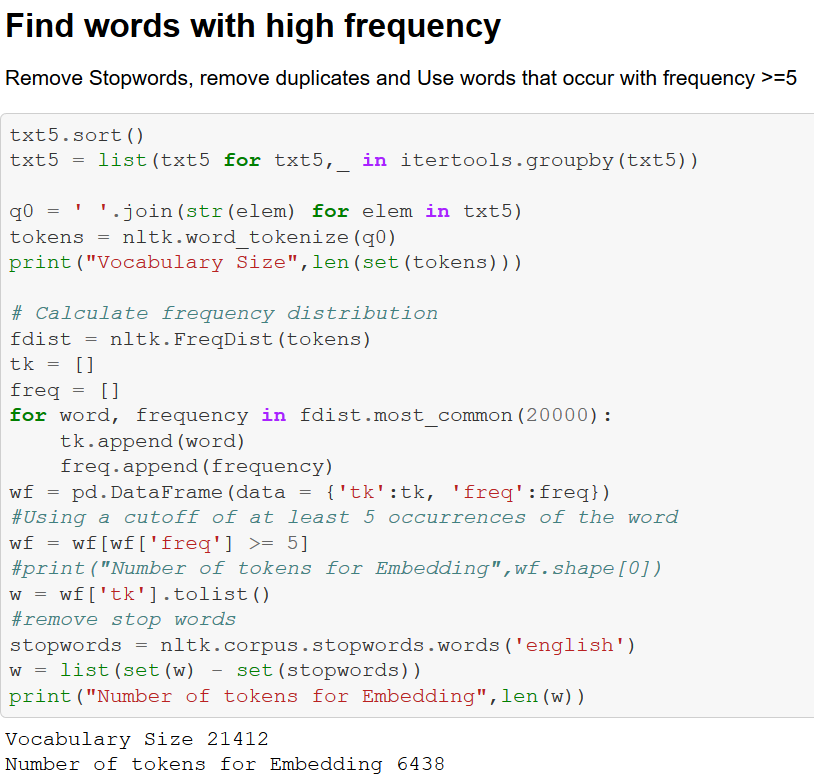 Find words with high frequency
Remove Stopwords, remove duplicates and Use words that occur with frequency >=5
txt5.sort()
txt5 = list(txt5 for txt5,_ in itertools.groupby(txt5))
q0 = ' '.join(str(elem) for elem in txt5)
tokens = nltk.word_tokenize(q0)
print("Vocabulary Size",len(set(tokens)))
# Calculate frequency distribution
fdist = nltk.FreqDist(tokens)
tk = []
freq = []
for word, frequency in fdist.most_common(20000):
    tk.append(word)
    freq.append(frequency)
wf = pd.DataFrame(data = {'tk':tk, 'freq':freq})
#Using a cutoff of at least 5 occurrences of the word
wf = wf[wf['freq'] >= 5]
#print("Number of tokens for Embedding",wf.shape[0])
w = wf['tk'].tolist()
#remove stop words
stopwords = nltk.corpus.stopwords.words('english')
w = list(set(w) - set(stopwords))
print("Number of tokens for Embedding",len(w))
Vocabulary Size 21412
Number of tokens for Embedding 6438